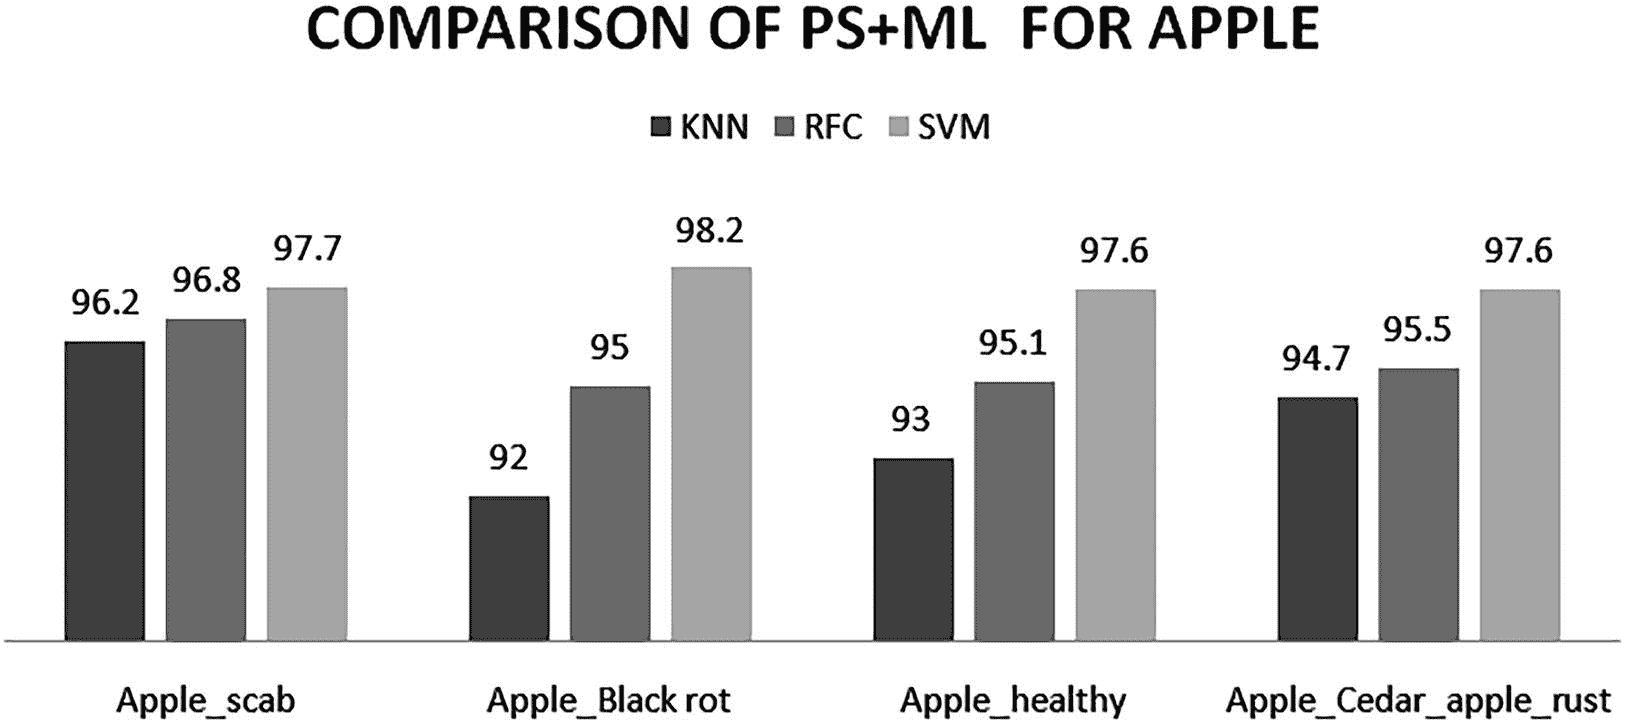 COMPARISON OF PS+ML FOR APPLE
KNN RFC SVM
96.2 96.8 97.7
92 95 98.2
93 95.1 97.6
94.7 95.5 97.6
Apple_scab Apple_Black rot Apple_healthy Apple_Cedar_apple_rust